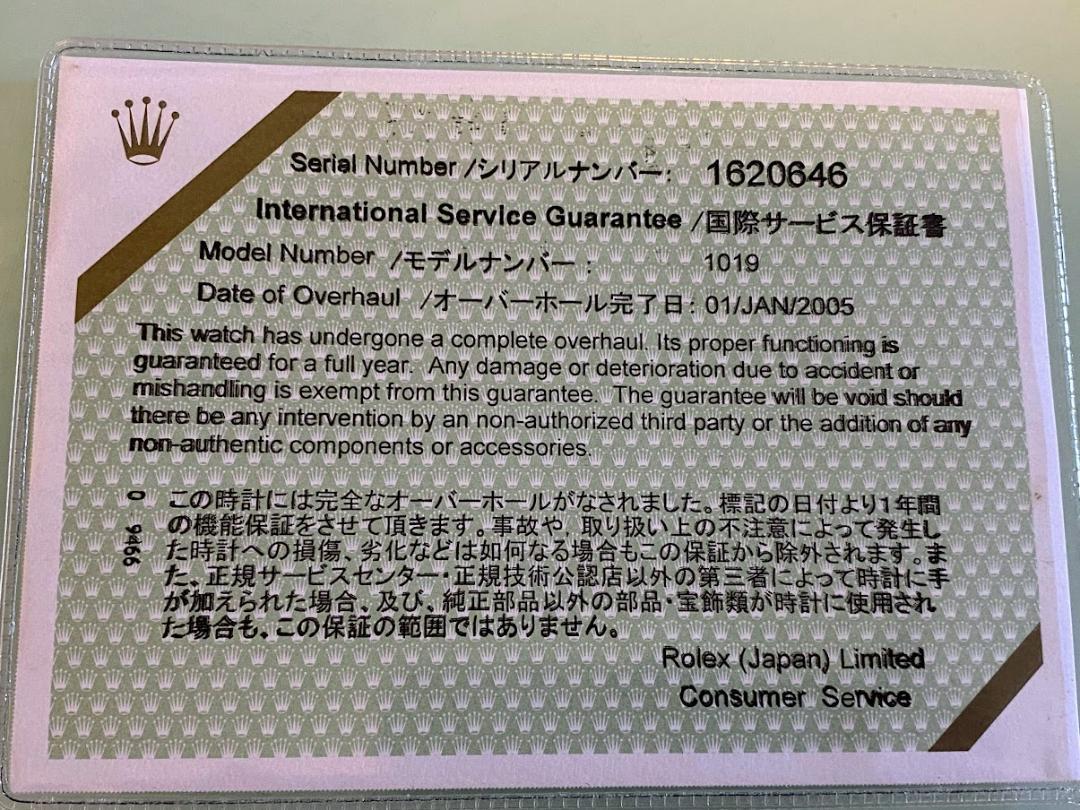 Serial Number /シリアルナンバー: 1620646
International Service Guarantee /国際サービス保証書
Model Number /モデルナンバー : 1019
Date of Overhaul /オーバーホール完了日: 01/JAN/2005
This watch has undergone a complete overhaul. Its proper functioning is
guaranteed for a full year. Any damage or deterioration due to accident or
mishandling is exempt from this guarantee. The guarantee will be void should
there be any intervention by an non-authorized third party or the addition of any
non-authentic components or accessories.
この時計には完全なオーバーホールがなされました。標記の日付より1年間
の機能保証をさせて頂きます。事故や、取り扱い上の不注意によって発生し
た時計への損傷、劣化などは如何なる場合もこの保証から除外されます。ま
た、正規サービスセンター・正規技術公認店以外の第三者によって時計に手
が加えられた場合、及び、純正部品以外の部品・宝飾類が時計に使用され
た場合も、この保証の範囲ではありません。
Rolex (Japan) Limited
Consumer Service